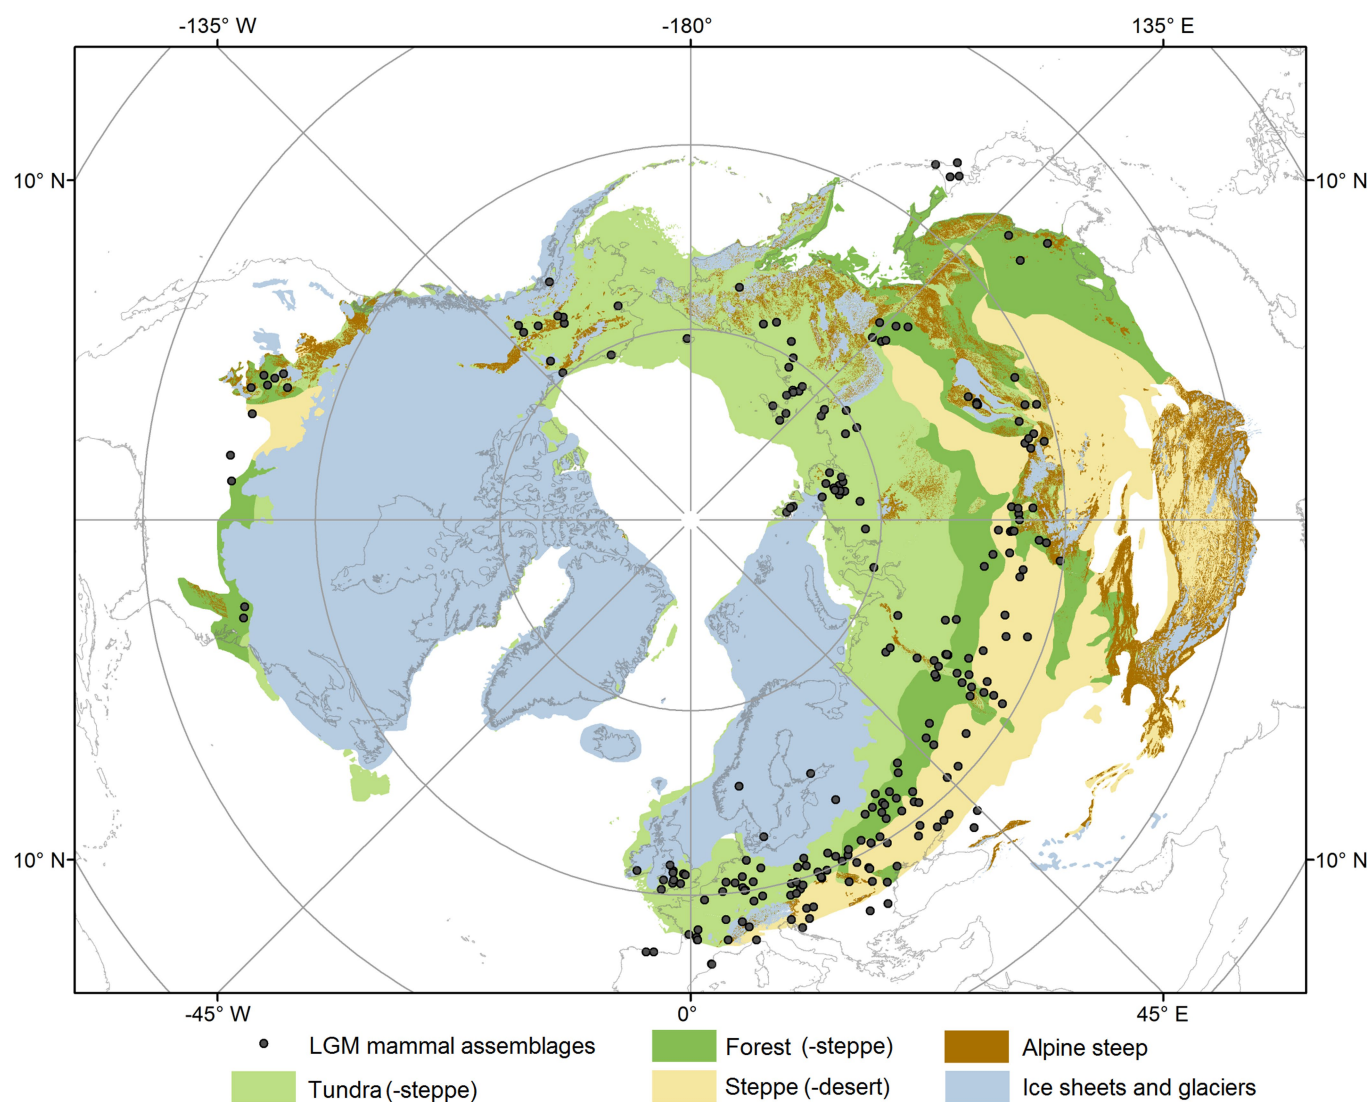 -135° W
-180°
135° E
10° N
10° N
10° N
10° N
-45° W
0°
45° E
LGM mammal assemblages
Forest (-steppe)
Alpine steep
Tundra (-steppe)
Steppe (-desert)
Ice sheets and glaciers